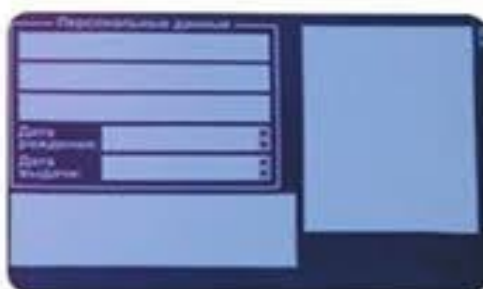 Персональные данные
Дата
рождения:
Дата
выдачи: